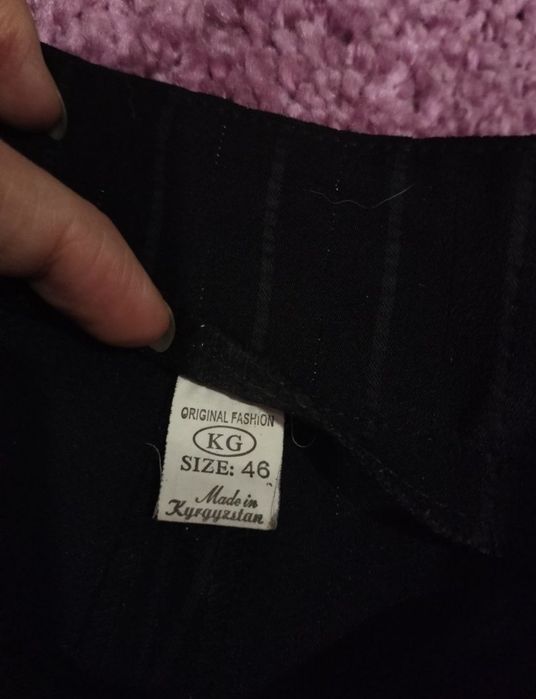 ORIGINAL FASHION
KG
SIZE: 46
Made in
Kyrgyzstan